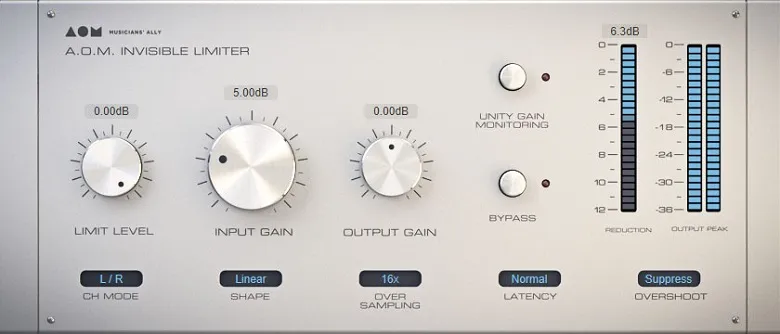 AOM MUSICIANS' ALLY
A.O.M. INVISIBLE LIMITER
0.00dB
5.00dB
0.00dB
LIMIT LEVEL
INPUT GAIN
OUTPUT GAIN
UNITY GAIN
MONITORING
BYPASS
6.3dB
0
2
4
6
8
10
12
REDUCTION
0
-6
-12
-18
-24
-30
-36
OUTPUT PEAK
L / R
CH MODE
Linear
SHAPE
16x
OVER
SAMPLING
Normal
LATENCY
Suppress
OVERSHOOT